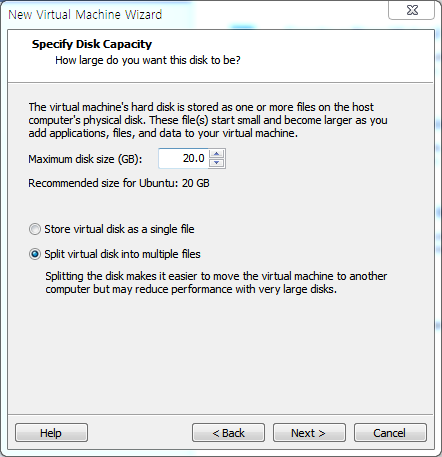 New Virtual Machine Wizard
Specify Disk Capacity
How large do you want this disk to be?
The virtual machine's hard disk is stored as one or more files on the host
computer's physical disk. These file(s) start small and become larger as you
add applications, files, and data to your virtual machine.
Maximum disk size (GB): 20.0
Recommended size for Ubuntu: 20 GB
Store virtual disk as a single file
Split virtual disk into multiple files
Splitting the disk makes it easier to move the virtual machine to another
computer but may reduce performance with very large disks.
Help < Back Next > Cancel